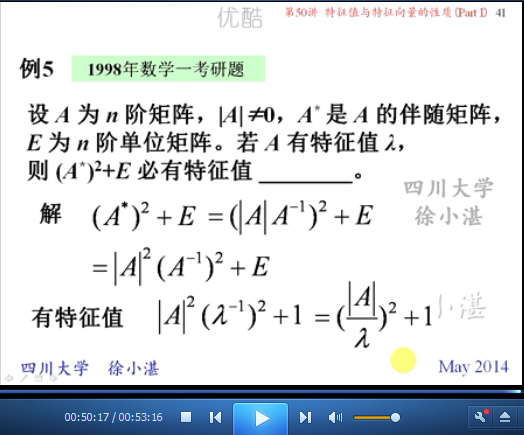 优酷
第50讲 特征值与特征向量的性质(Part I) 41
例5 1998年数学一考研题
设 A 为 n 阶矩阵，|A|≠0，A* 是 A 的伴随矩阵，
E 为 n 阶单位矩阵。若 A 有特征值 λ，
则 (A*)²+E 必有特征值 ________。
四川大学
徐小湛
解 (A*)² + E = (|A|A⁻¹)² + E
= |A|² (A⁻¹)² + E
有特征值 |A|² (λ⁻¹)² + 1 = (|A|/λ)² + 1
小湛
四川大学 徐小湛 May 2014
00:50:17 / 00:53:16